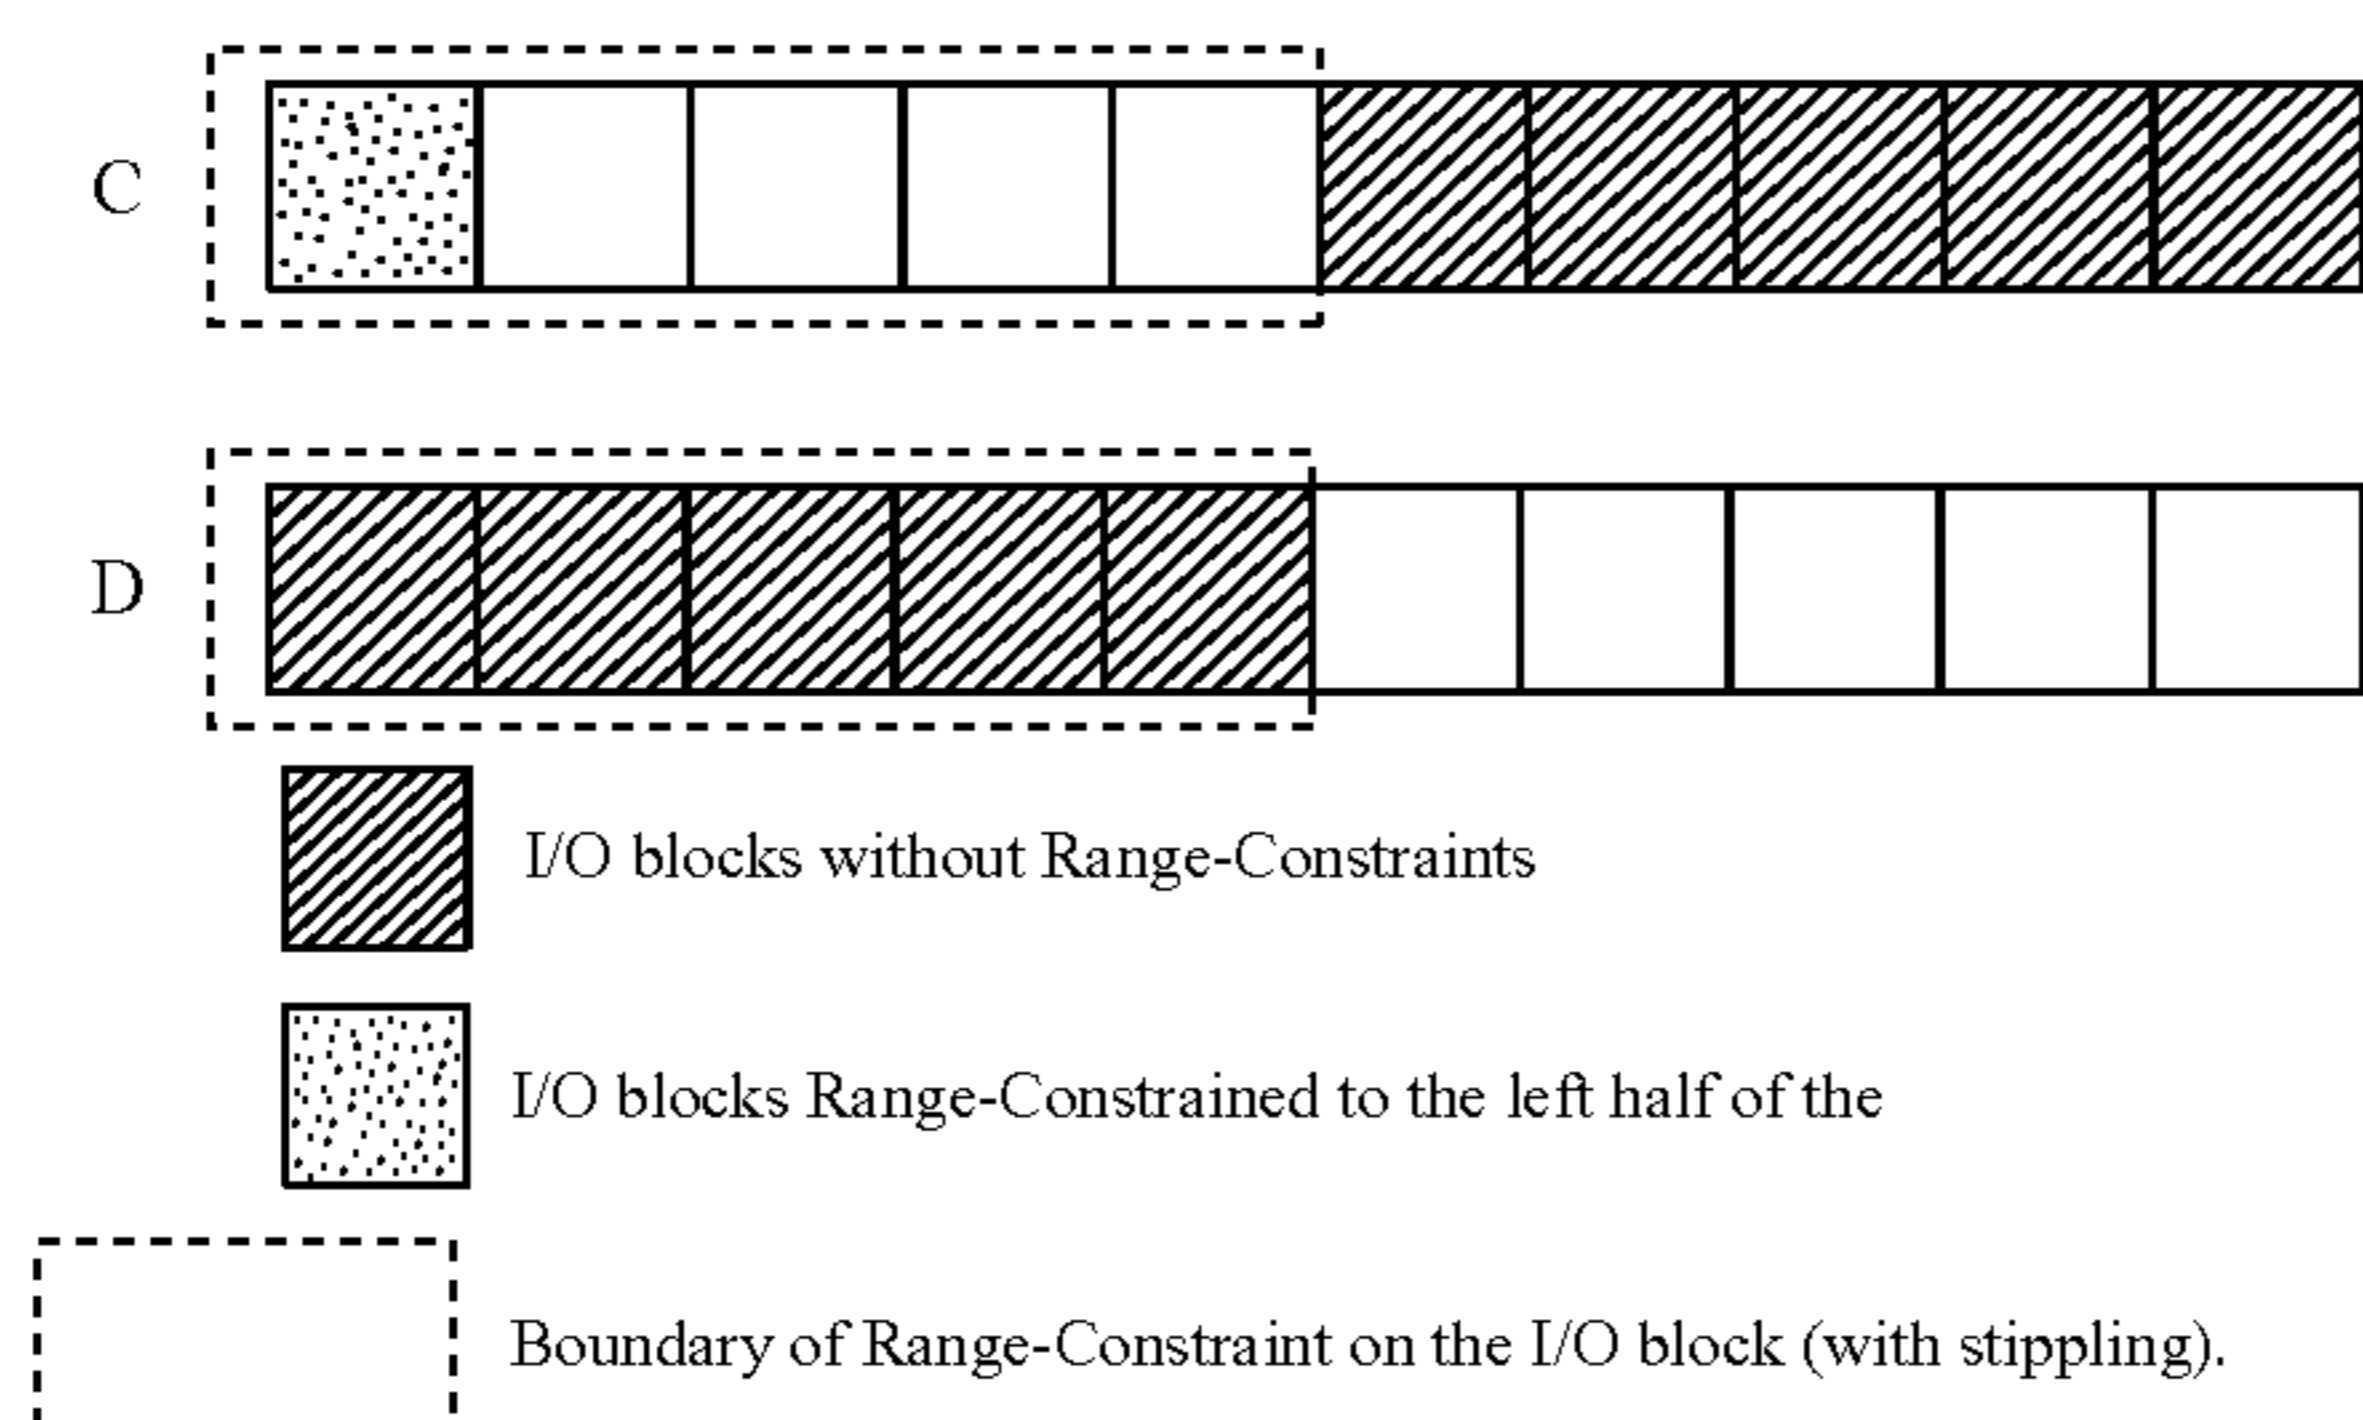 C
D
I/O blocks without Range-Constraints
I/O blocks Range-Constrained to the left half of the
Boundary of Range-Constraint on the I/O block (with stippling).